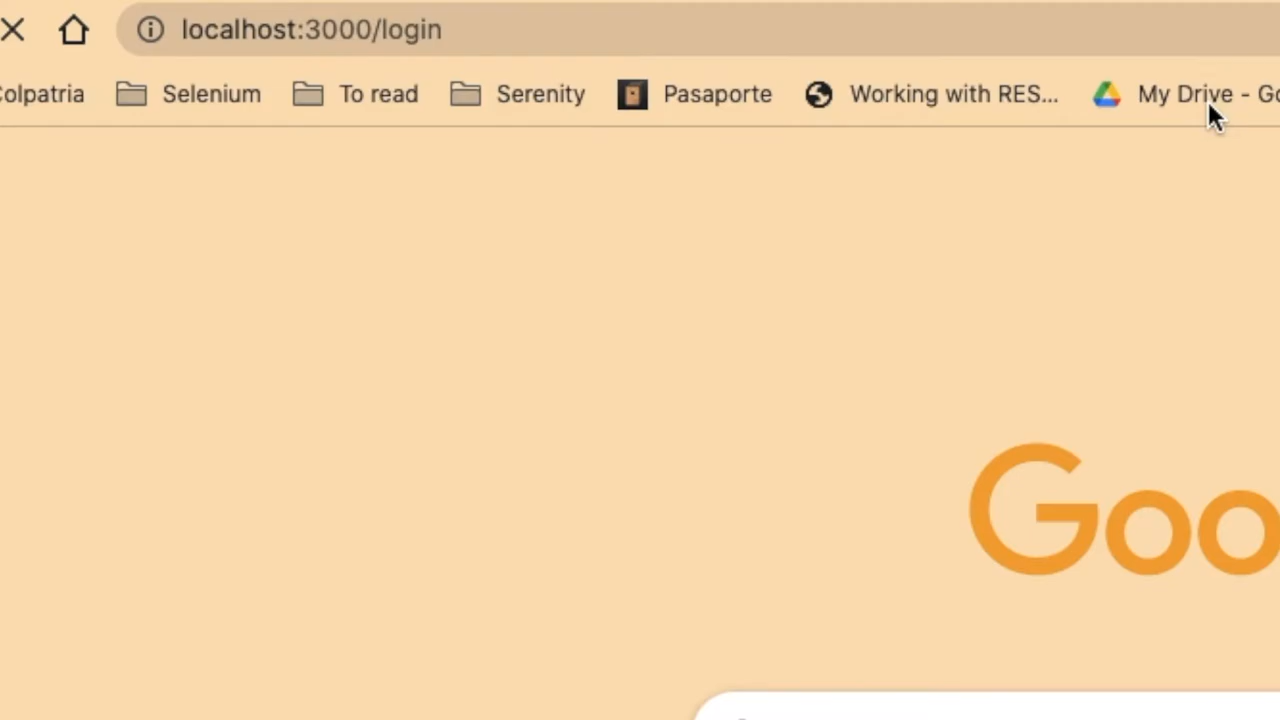 localhost:3000/login
olpatria Selenium To read Serenity Pasaporte Working with RES... My Drive - Go
Goo